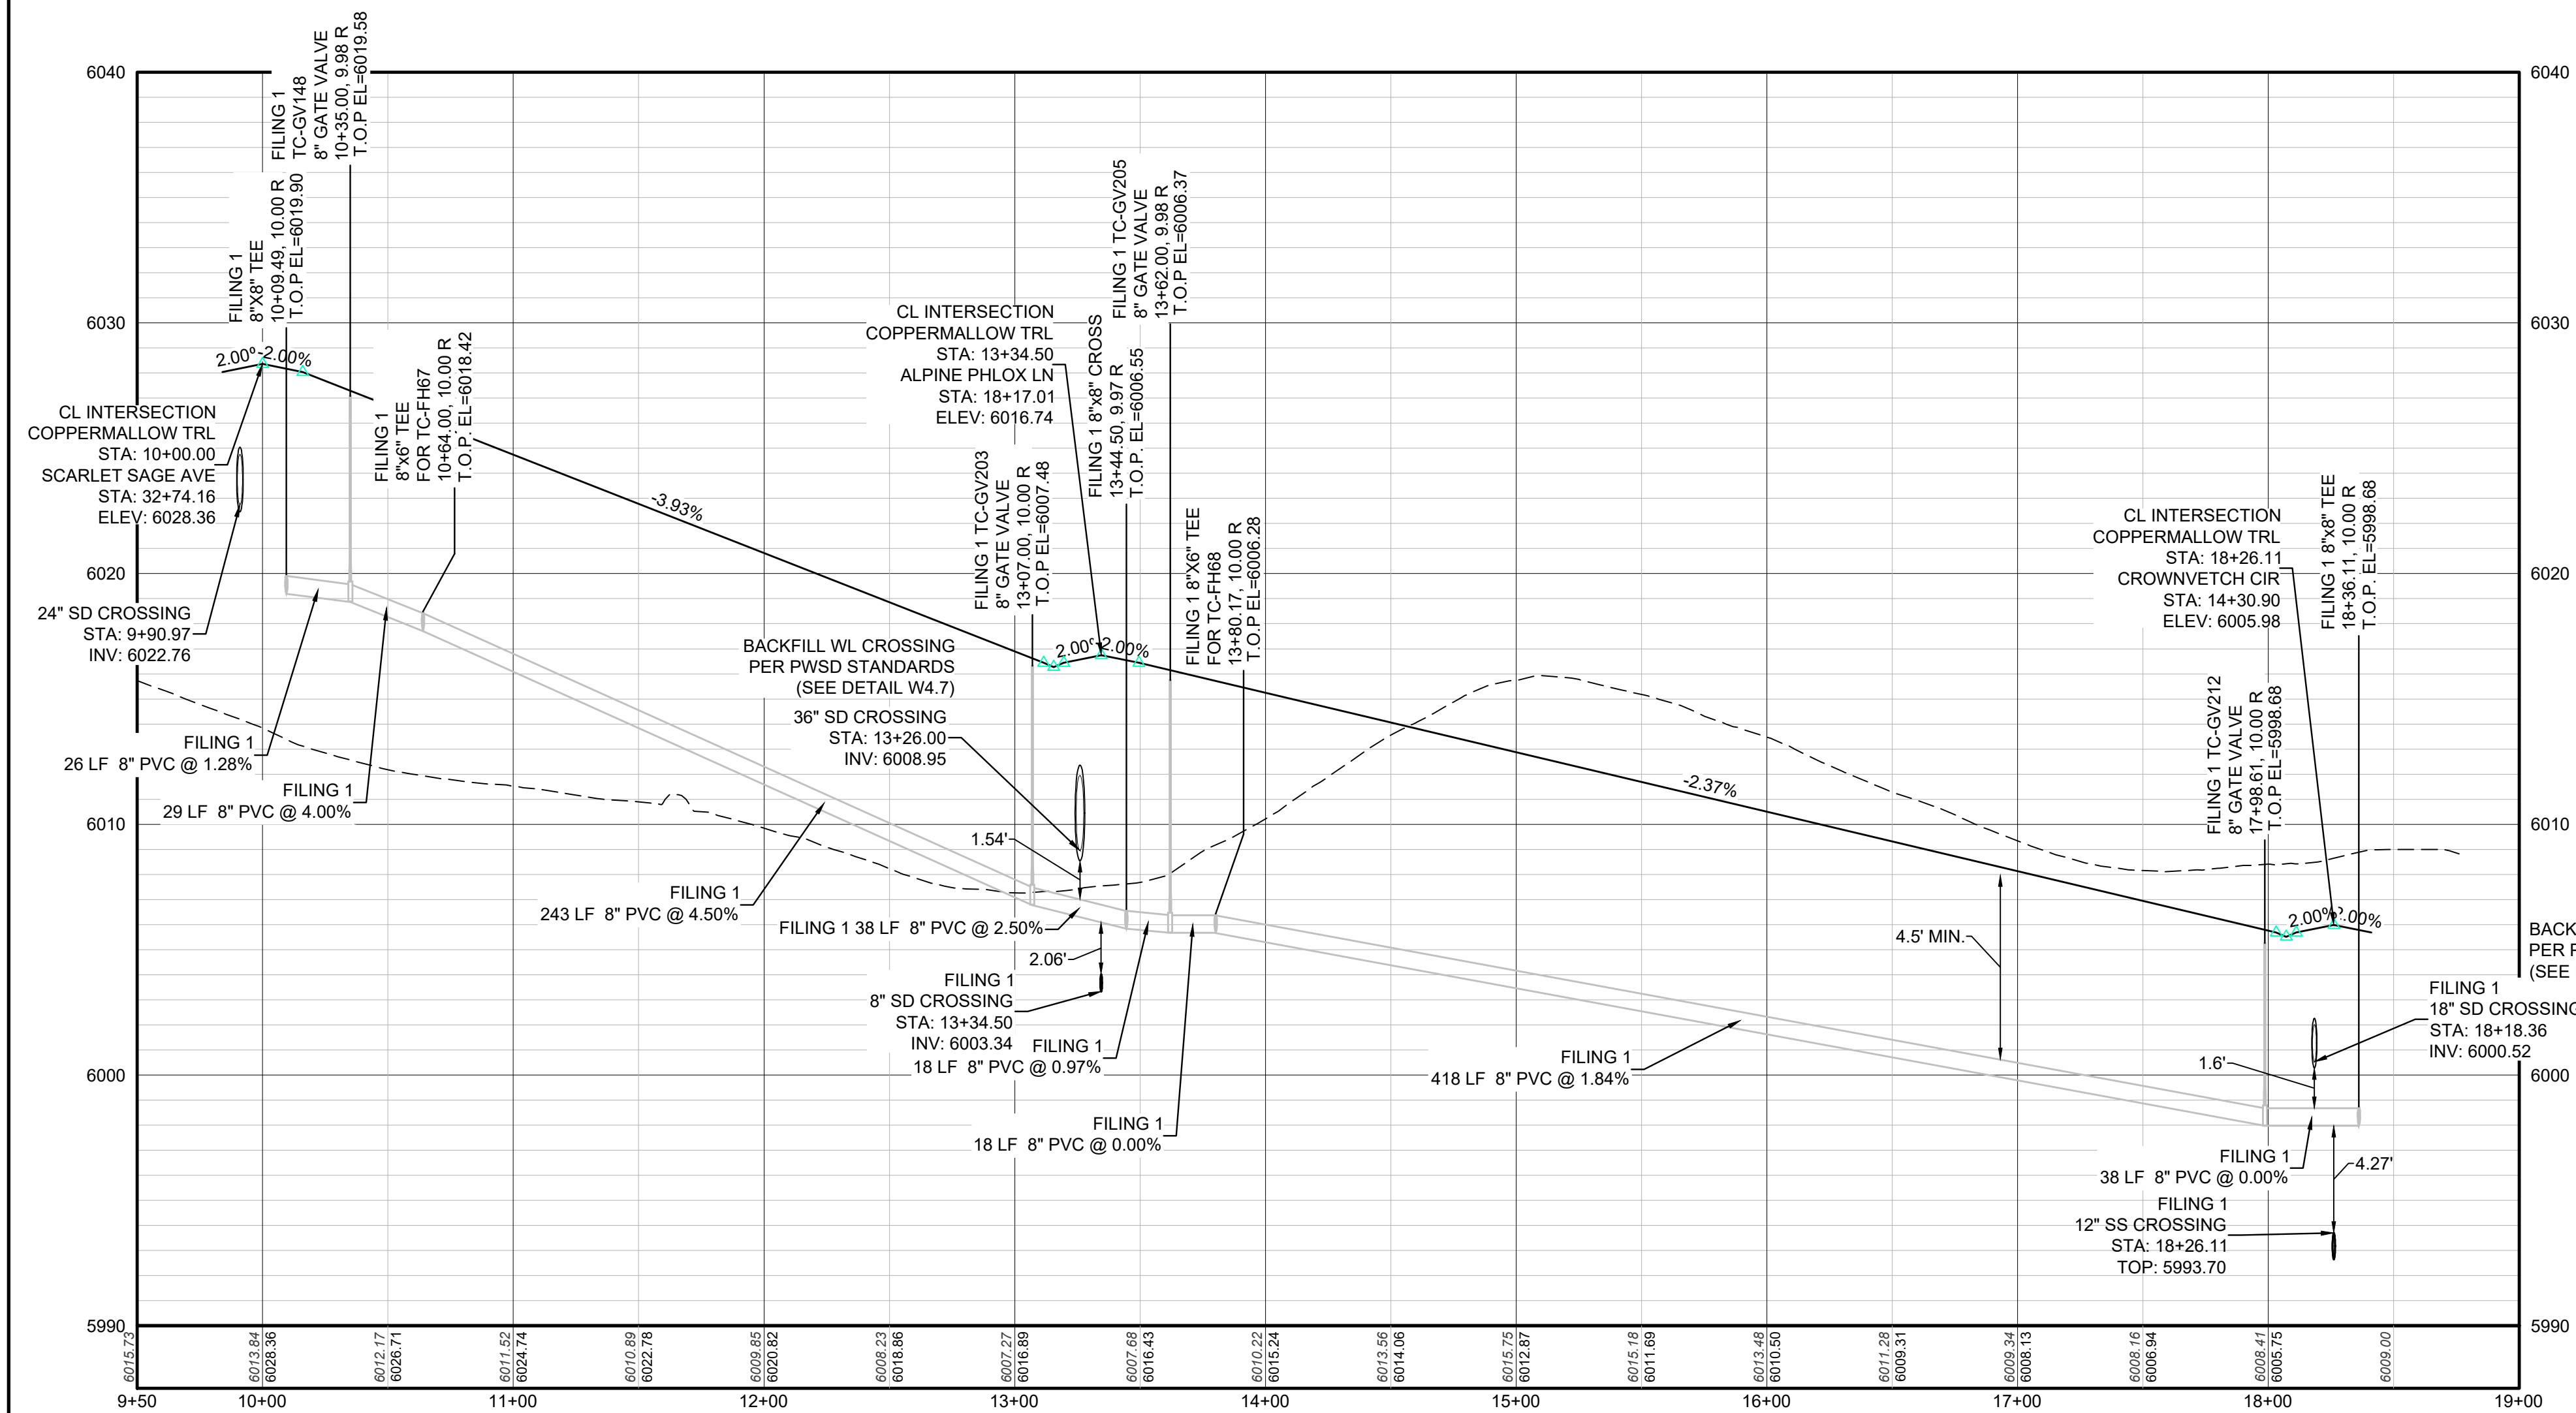 FILING 1
TC-GV148
8" GATE VALVE
10+35.00, 9.98 R
T.O.P EL=6019.58
FILING 1
8"X8" TEE
10+09.49, 10.00 R
T.O.P EL=6019.90
6040
6040
6030
6030
6020
6020
6010
6010
6000
6000
5990
5990
-2.00%
CL INTERSECTION
COPPERMALLOW TRL
STA: 10+00.00
SCARLET SAGE AVE
STA: 32+74.16
ELEV: 6028.36
FILING 1
8"x6" TEE
FOR TC-FH67
10+64.00, 10.00 R
T.O.P. EL=6018.42
24" SD CROSSING
STA: 9+90.97
INV: 6022.76
FILING 1
26 LF 8" PVC @ 1.28%
FILING 1
29 LF 8" PVC @ 4.00%
-3.93%
FILING 1
243 LF 8" PVC @ 4.50%
CL INTERSECTION
COPPERMALLOW TRL
STA: 13+34.50
ALPINE PHLOX LN
STA: 18+17.01
ELEV: 6016.74
FILING 1 TC-GV203
8" GATE VALVE
13+07.00, 10.00 R
T.O.P EL=6007.48
FILING 1 8"x8" CROSS
13+44.50, 9.97 R
T.O.P. EL=6006.55
FILING 1 TC-GV205
8" GATE VALVE
13+62.00, 9.98 R
T.O.P EL=6006.37
FILING 1 8"X6" TEE
FOR TC-FH68
13+80.17, 10.00 R
T.O.P EL=6006.28
BACKFILL WL CROSSING
PER PWSD STANDARDS
(SEE DETAIL W4.7)
36" SD CROSSING
STA: 13+26.00
INV: 6008.95
1.54'
FILING 1 38 LF 8" PVC @ 2.50%
2.06'
FILING 1
8" SD CROSSING
STA: 13+34.50
INV: 6003.34
FILING 1
18 LF 8" PVC @ 0.97%
FILING 1
18 LF 8" PVC @ 0.00%
-2.37%
4.5' MIN.
FILING 1
418 LF 8" PVC @ 1.84%
CL INTERSECTION
COPPERMALLOW TRL
STA: 18+26.11
CROWNVETCH CIR
STA: 14+30.90
ELEV: 6005.98
FILING 1 8"x8" TEE
18+36.11, 10.00 R
T.O.P. EL=5998.68
FILING 1 TC-GV212
8" GATE VALVE
17+98.61, 10.00 R
T.O.P EL=5998.68
2.00%
BACK
PER
(SEE
FILING 1
18" SD CROSSING
STA: 18+18.36
INV: 6000.52
1.6'
FILING 1
38 LF 8" PVC @ 0.00%
4.27'
FILING 1
12" SS CROSSING
STA: 18+26.11
TOP: 5993.70
6015.73
6013.84
6028.36
6012.17
6026.71
6011.52
6024.74
6010.89
6022.78
6009.85
6020.82
6008.23
6018.86
6007.27
6016.89
6007.68
6016.43
6010.22
6015.24
6013.56
6014.06
6015.75
6012.87
6015.18
6011.69
6013.48
6010.50
6011.28
6009.31
6009.34
6008.13
6008.16
6006.94
6008.41
6005.75
6009.00
9+50
10+00
11+00
12+00
13+00
14+00
15+00
16+00
17+00
18+00
19+00